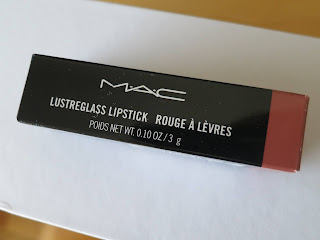 MAC
LUSTREGLASS LIPSTICK ROUGE À LÈVRES
POIDS NET WT. 0.10 OZ / 3 g